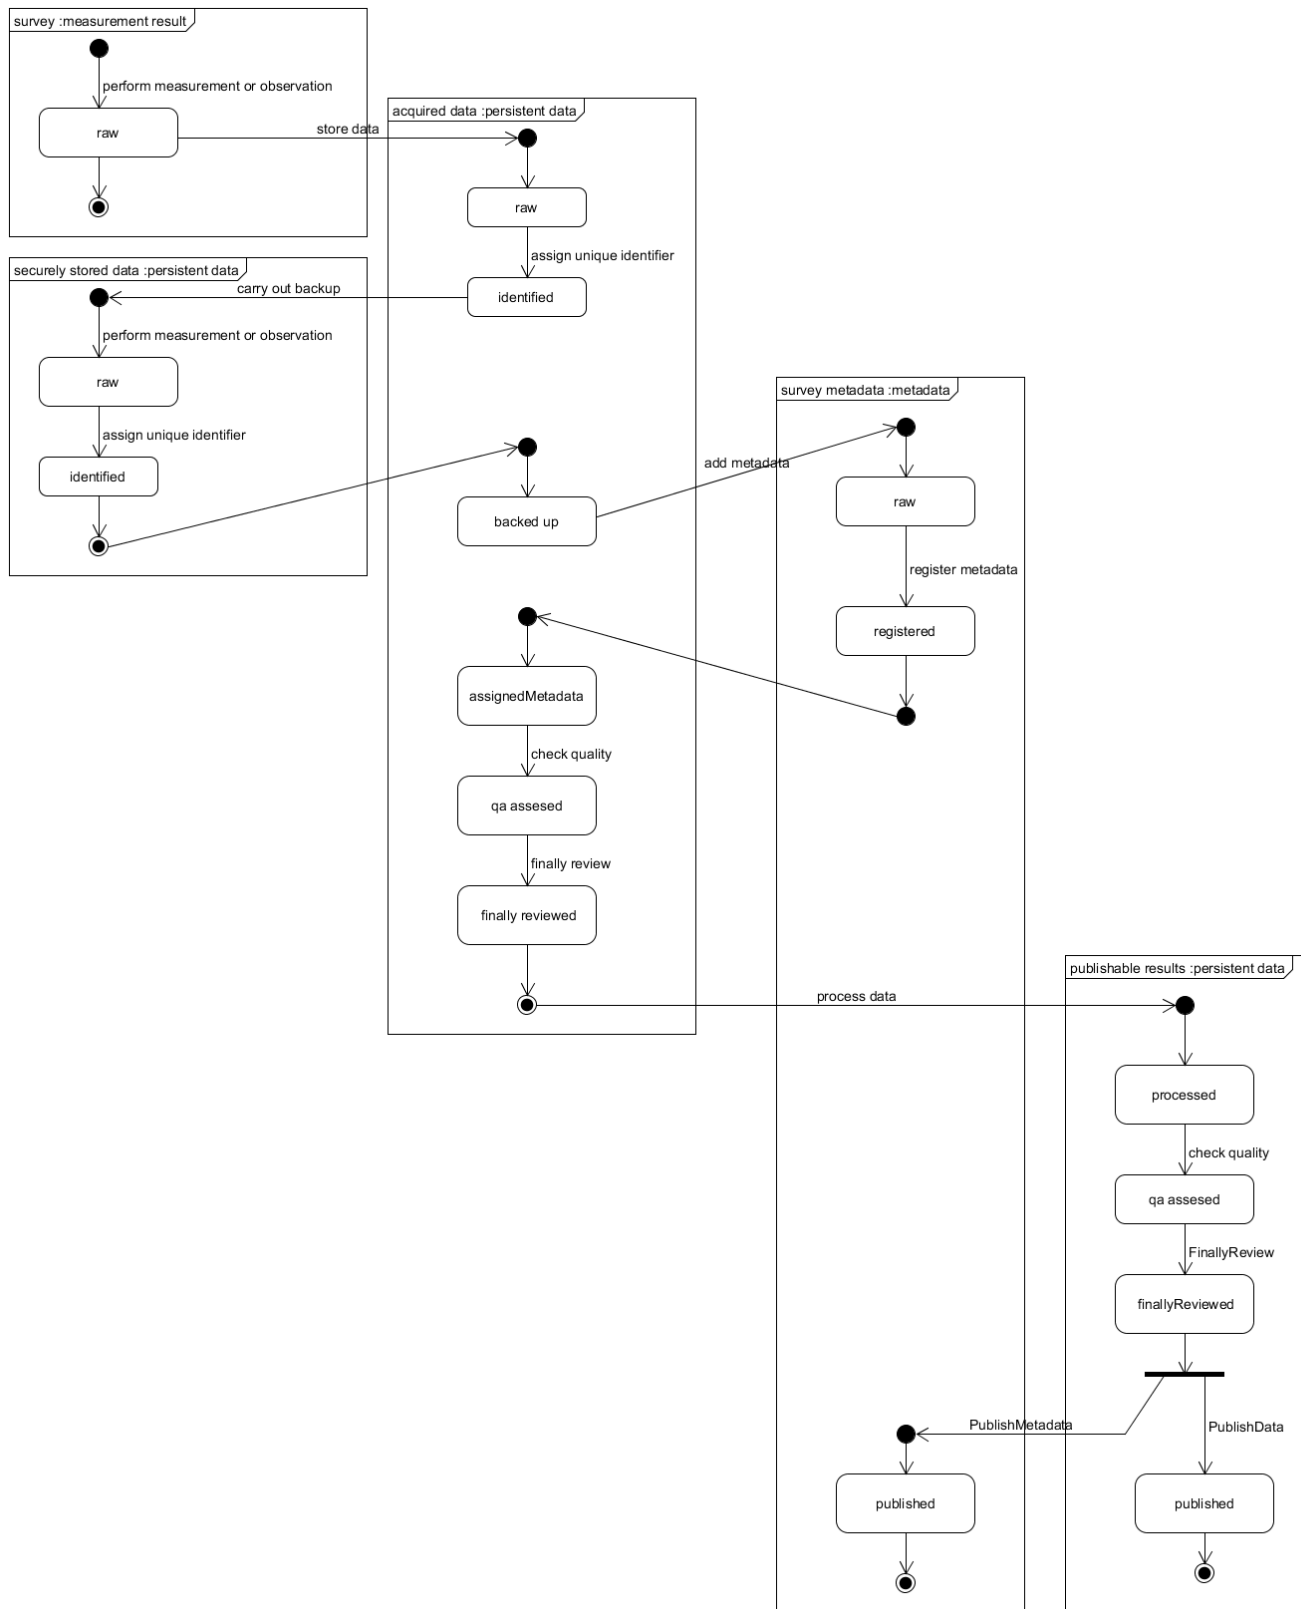 survey :measurement result
perform measurement or observation
raw
store data
acquired data :persistent data
raw
assign unique identifier
identified
carry out backup
securely stored data :persistent data
perform measurement or observation
raw
assign unique identifier
identified
backed up
add metadata
survey metadata :metadata
raw
register metadata
registered
assignedMetadata
check quality
qa assesed
finally review
finally reviewed
process data
publishable results :persistent data
processed
check quality
qa assesed
FinallyReview
finallyReviewed
PublishMetadata
PublishData
published
published